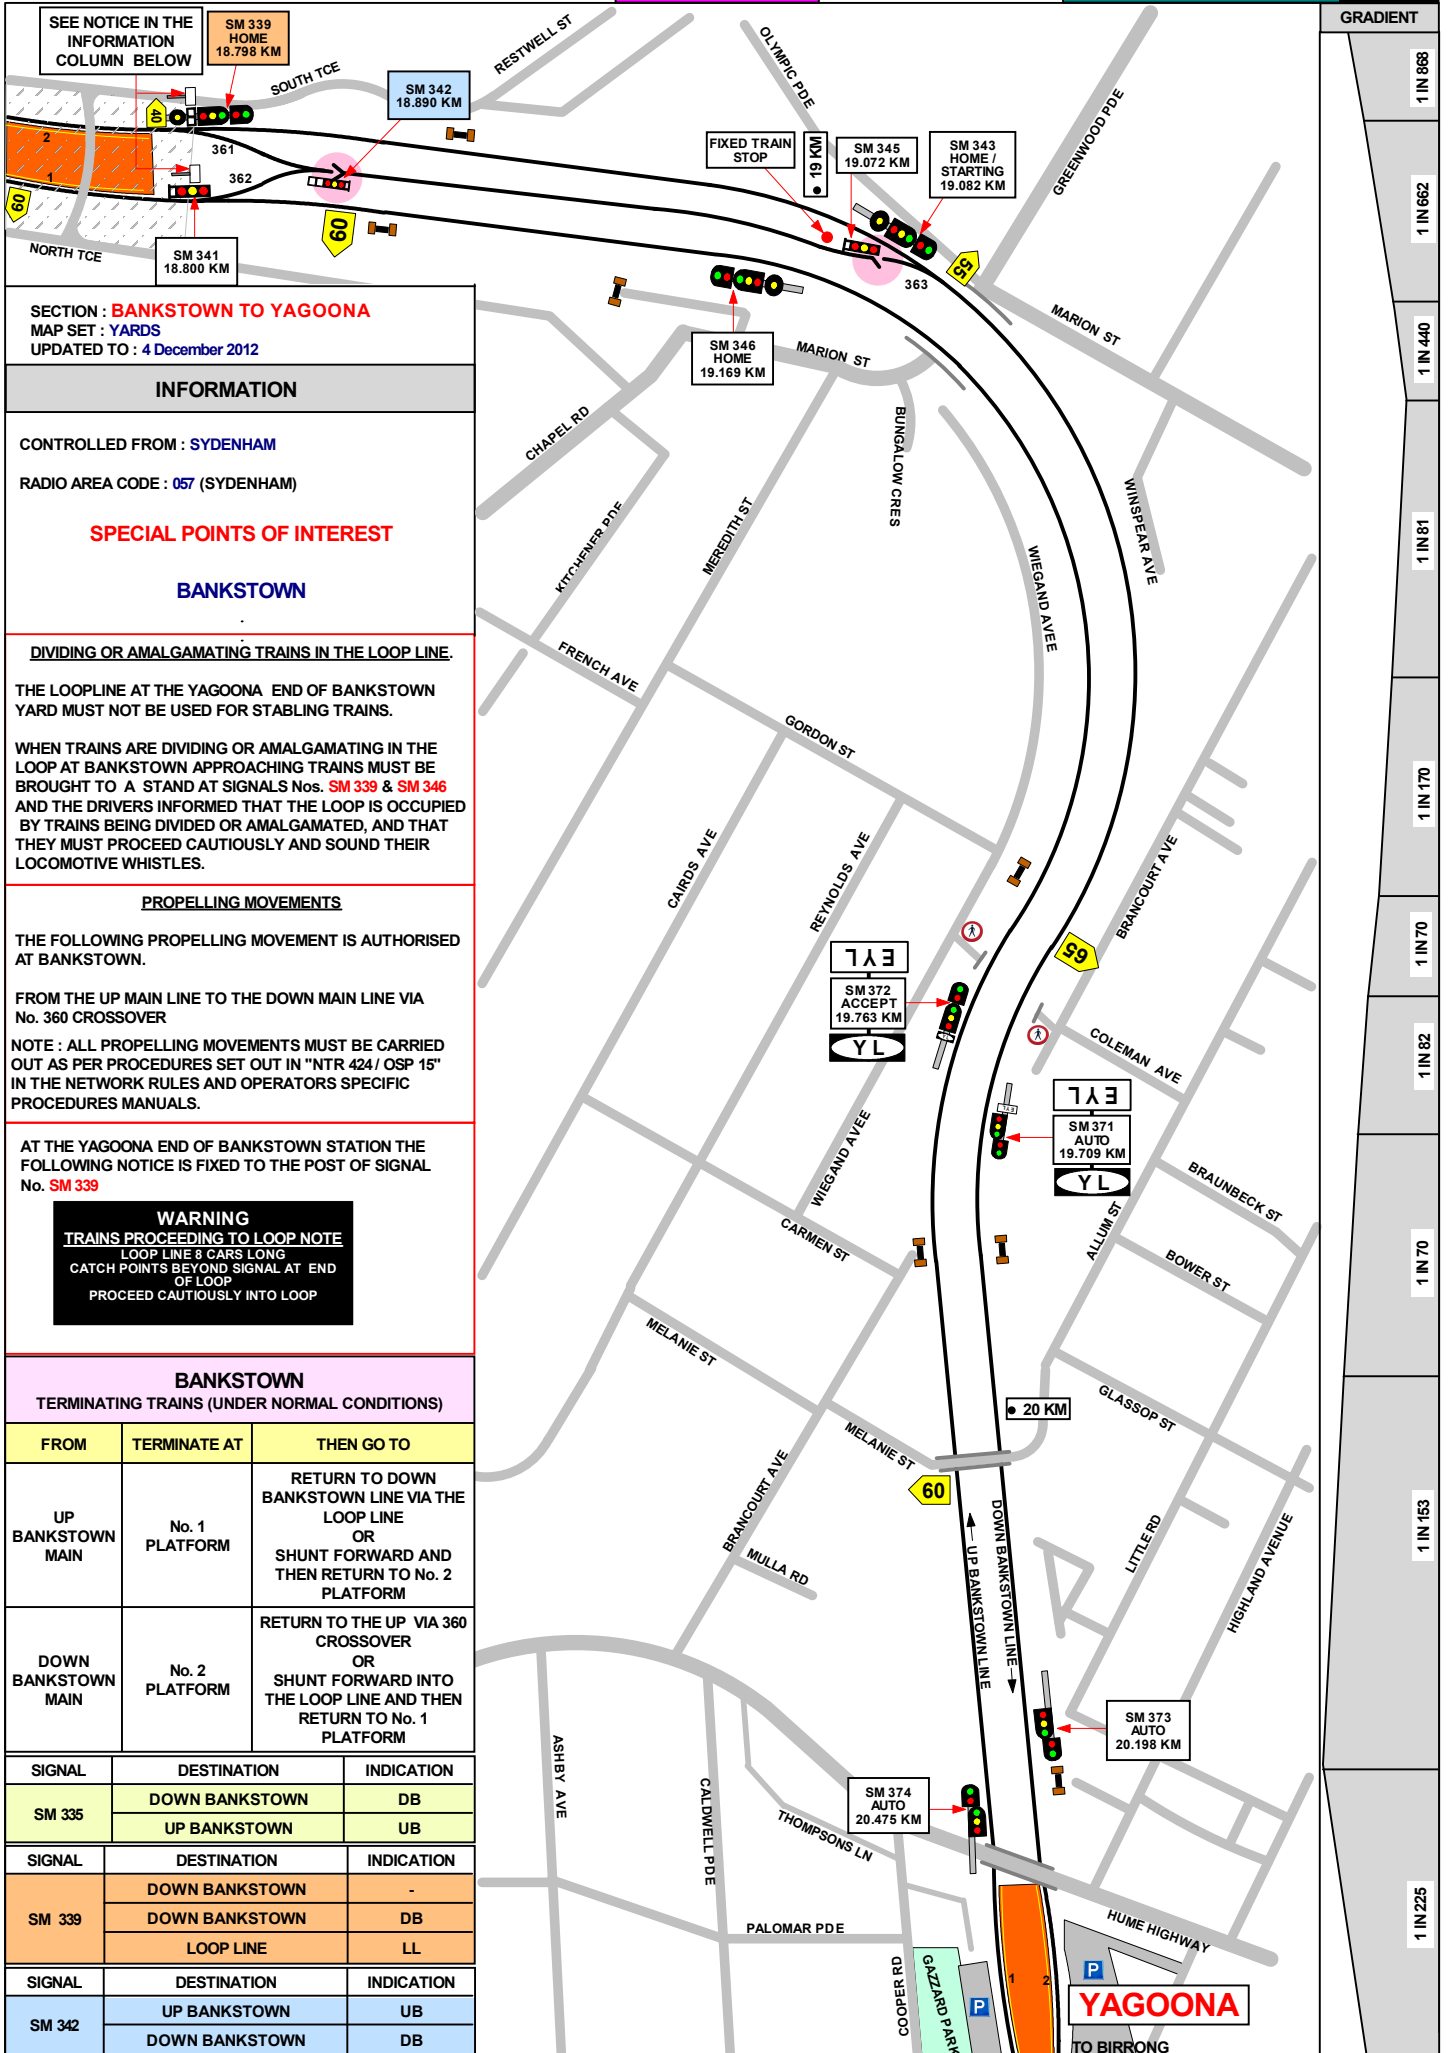 SEE NOTICE IN THE
INFORMATION
COLUMN BELOW
SM 339
HOME
18.798 KM
SM 342
18.890 KM
SOUTH TCE
RESTWELL ST
OLYMPIC PDE
GREENWOOD PDE
GRADIENT
1 IN 868
1 IN 662
1 IN 440
1 IN 81
1 IN 170
1 IN 70
1 IN 82
1 IN 70
1 IN 153
1 IN 225
40
2
1
60
361
362
60
NORTH TCE
SM 341
18.800 KM
FIXED TRAIN
STOP
19 KM
SM 345
19.072 KM
SM 343
HOME /
STARTING
19.082 KM
55
363
SM 346
HOME
19.169 KM
MARION ST
MARION ST
CHAPEL RD
BUNGALOW CRES
KITCHENER PDE
MEREDITH ST
WINSPEAR AVE
WIEGAND AVEE
FRENCH AVE
GORDON ST
CAIRDS AVE
REYNOLDS AVE
BRANCOURT AVE
65
EYL
SM 372
ACCEPT
19.763 KM
Y L
COLEMAN AVE
EYL
EYL
SM 371
AUTO
19.709 KM
Y L
WIEGAND AVEE
CARMEN ST
ALLUM ST
BRAUNBECK ST
BOWER ST
MELANIE ST
20 KM
GLASSOP ST
MELANIE ST
60
BRANCOURT AVE
MULLA RD
UP BANKSTOWN LINE
DOWN BANKSTOWN LINE
LITTLE RD
HIGHLAND AVENUE
SM 373
AUTO
20.198 KM
SM 374
AUTO
20.475 KM
ASHBY AVE
CALDWELL PDE
THOMPSONS LN
PALOMAR PDE
COOPER RD
GAZZARD PARK
HUME HIGHWAY
P
P
1
2
YAGOONA
TO BIRRONG
SECTION : BANKSTOWN TO YAGOONA
MAP SET : YARDS
UPDATED TO : 4 December 2012
INFORMATION
CONTROLLED FROM : SYDENHAM
RADIO AREA CODE : 057 (SYDENHAM)
SPECIAL POINTS OF INTEREST
BANKSTOWN
.
.
DIVIDING OR AMALGAMATING TRAINS IN THE LOOP LINE.
THE LOOPLINE AT THE YAGOONA END OF BANKSTOWN
YARD MUST NOT BE USED FOR STABLING TRAINS.
WHEN TRAINS ARE DIVIDING OR AMALGAMATING IN THE
LOOP AT BANKSTOWN APPROACHING TRAINS MUST BE
BROUGHT TO A STAND AT SIGNALS Nos. SM 339 & SM 346
AND THE DRIVERS INFORMED THAT THE LOOP IS OCCUPIED
BY TRAINS BEING DIVIDED OR AMALGAMATED, AND THAT
THEY MUST PROCEED CAUTIOUSLY AND SOUND THEIR
LOCOMOTIVE WHISTLES.
PROPELLING MOVEMENTS
THE FOLLOWING PROPELLING MOVEMENT IS AUTHORISED
AT BANKSTOWN.
FROM THE UP MAIN LINE TO THE DOWN MAIN LINE VIA
No. 360 CROSSOVER
NOTE : ALL PROPELLING MOVEMENTS MUST BE CARRIED
OUT AS PER PROCEDURES SET OUT IN "NTR 424 / OSP 15"
IN THE NETWORK RULES AND OPERATORS SPECIFIC
PROCEDURES MANUALS.
AT THE YAGOONA END OF BANKSTOWN STATION THE
FOLLOWING NOTICE IS FIXED TO THE POST OF SIGNAL
No. SM 339
WARNING
TRAINS PROCEEDING TO LOOP NOTE
LOOP LINE 8 CARS LONG
CATCH POINTS BEYOND SIGNAL AT END
OF LOOP
PROCEED CAUTIOUSLY INTO LOOP
BANKSTOWN
TERMINATING TRAINS (UNDER NORMAL CONDITIONS)
FROM TERMINATE AT THEN GO TO
UP
BANKSTOWN
MAIN
No. 1
PLATFORM
RETURN TO DOWN
BANKSTOWN LINE VIA THE
LOOP LINE
OR
SHUNT FORWARD AND
THEN RETURN TO No. 2
PLATFORM
DOWN
BANKSTOWN
MAIN
No. 2
PLATFORM
RETURN TO THE UP VIA 360
CROSSOVER
OR
SHUNT FORWARD INTO
THE LOOP LINE AND THEN
RETURN TO No. 1
PLATFORM
SIGNAL DESTINATION INDICATION
SM 335
DOWN BANKSTOWN DB
UP BANKSTOWN UB
SIGNAL DESTINATION INDICATION
SM 339
DOWN BANKSTOWN -
DOWN BANKSTOWN DB
LOOP LINE LL
SIGNAL DESTINATION INDICATION
SM 342
UP BANKSTOWN UB
DOWN BANKSTOWN DB